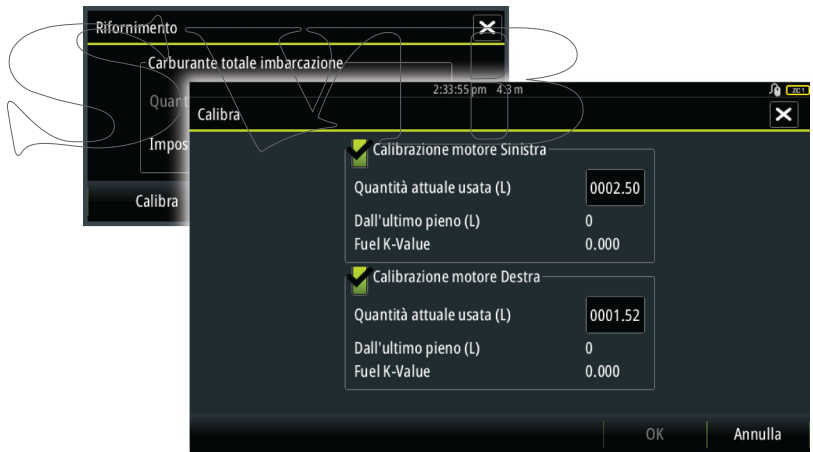 Rifornimento
Carburante totale imbarcazione
Quant
Impos
Calibra
2:33:55 pm 4.3 m
ZC1
Calibra
Calibrazione motore Sinistra
Quantità attuale usata (L) 0002.50
Dall'ultimo pieno (L) 0
Fuel K-Value 0.000
Calibrazione motore Destra
Quantità attuale usata (L) 0001.52
Dall'ultimo pieno (L) 0
Fuel K-Value 0.000
OK Annulla